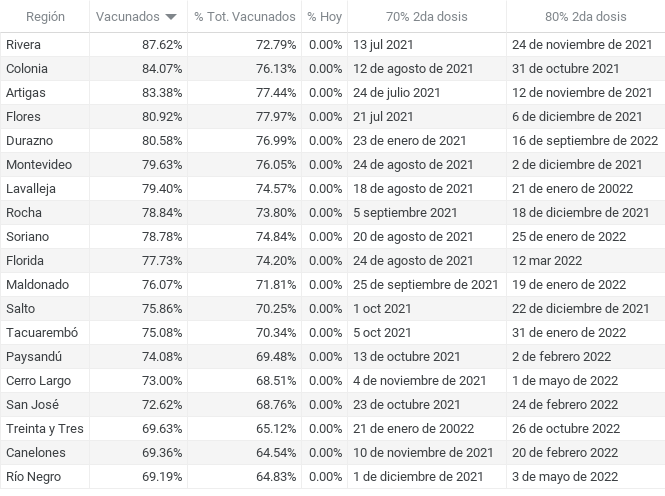 Región Vacunados % Tot. Vacunados % Hoy 70% 2da dosis 80% 2da dosis
Rivera 87.62% 72.79% 0.00% 13 jul 2021 24 de noviembre de 2021
Colonia 84.07% 76.13% 0.00% 12 de agosto de 2021 31 de octubre 2021
Artigas 83.38% 77.44% 0.00% 24 de julio 2021 12 de noviembre de 2021
Flores 80.92% 77.97% 0.00% 21 jul 2021 6 de diciembre de 2021
Durazno 80.58% 76.99% 0.00% 23 de enero de 2021 16 de septiembre de 2022
Montevideo 79.63% 76.05% 0.00% 24 de agosto de 2021 2 de diciembre de 2021
Lavalleja 79.40% 74.57% 0.00% 18 de agosto de 2021 21 de enero de 20022
Rocha 78.84% 73.80% 0.00% 5 septiembre 2021 18 de diciembre de 2021
Soriano 78.78% 74.84% 0.00% 20 de agosto de 2021 25 de enero de 2022
Florida 77.73% 74.20% 0.00% 24 de agosto de 2021 12 mar 2022
Maldonado 76.07% 71.81% 0.00% 25 de septiembre de 2021 19 de enero de 2022
Salto 75.86% 70.25% 0.00% 1 oct 2021 22 de diciembre de 2021
Tacuarembó 75.08% 70.34% 0.00% 5 oct 2021 31 de enero de 2022
Paysandú 74.08% 69.48% 0.00% 13 de octubre 2021 2 de febrero 2022
Cerro Largo 73.00% 68.51% 0.00% 4 de noviembre de 2021 1 de mayo de 2022
San José 72.62% 68.76% 0.00% 23 de octubre 2021 24 de febrero 2022
Treinta y Tres 69.63% 65.12% 0.00% 21 de enero de 20022 26 de octubre 2022
Canelones 69.36% 64.54% 0.00% 10 de noviembre de 2021 20 de febrero 2022
Río Negro 69.19% 64.83% 0.00% 1 de diciembre de 2021 3 de mayo de 2022